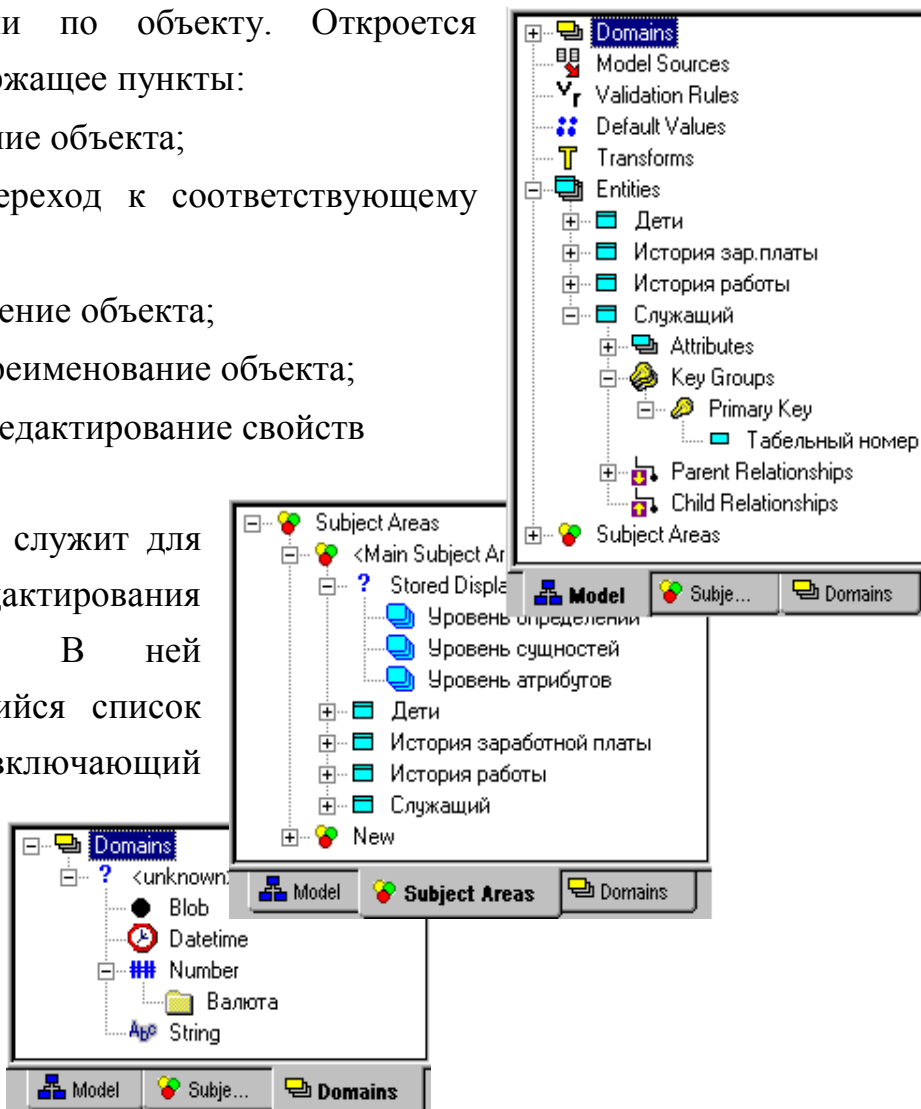 и по объекту. Откроется
жащее пункты:
ие объекта;
ереход к соответствующему
ение объекта;
реименование объекта;
едактирование свойств
служит для
дактирования
В ней
ийся список
включающий
Domains
Model Sources
Validation Rules
Default Values
Transforms
Entities
Дети
История зар.платы
История работы
Служащий
Attributes
Key Groups
Primary Key
Табельный номер
Parent Relationships
Child Relationships
Subject Areas
Model Subje... Domains
Subject Areas
<Main Subject Ar
Stored Displa
Уровень определений
Уровень сущностей
Уровень атрибутов
Дети
История заработной платы
История работы
Служащий
New
Model Subject Areas Domains
Domains
<unknown>
Blob
Datetime
Number
Валюта
String
Model Subje... Domains